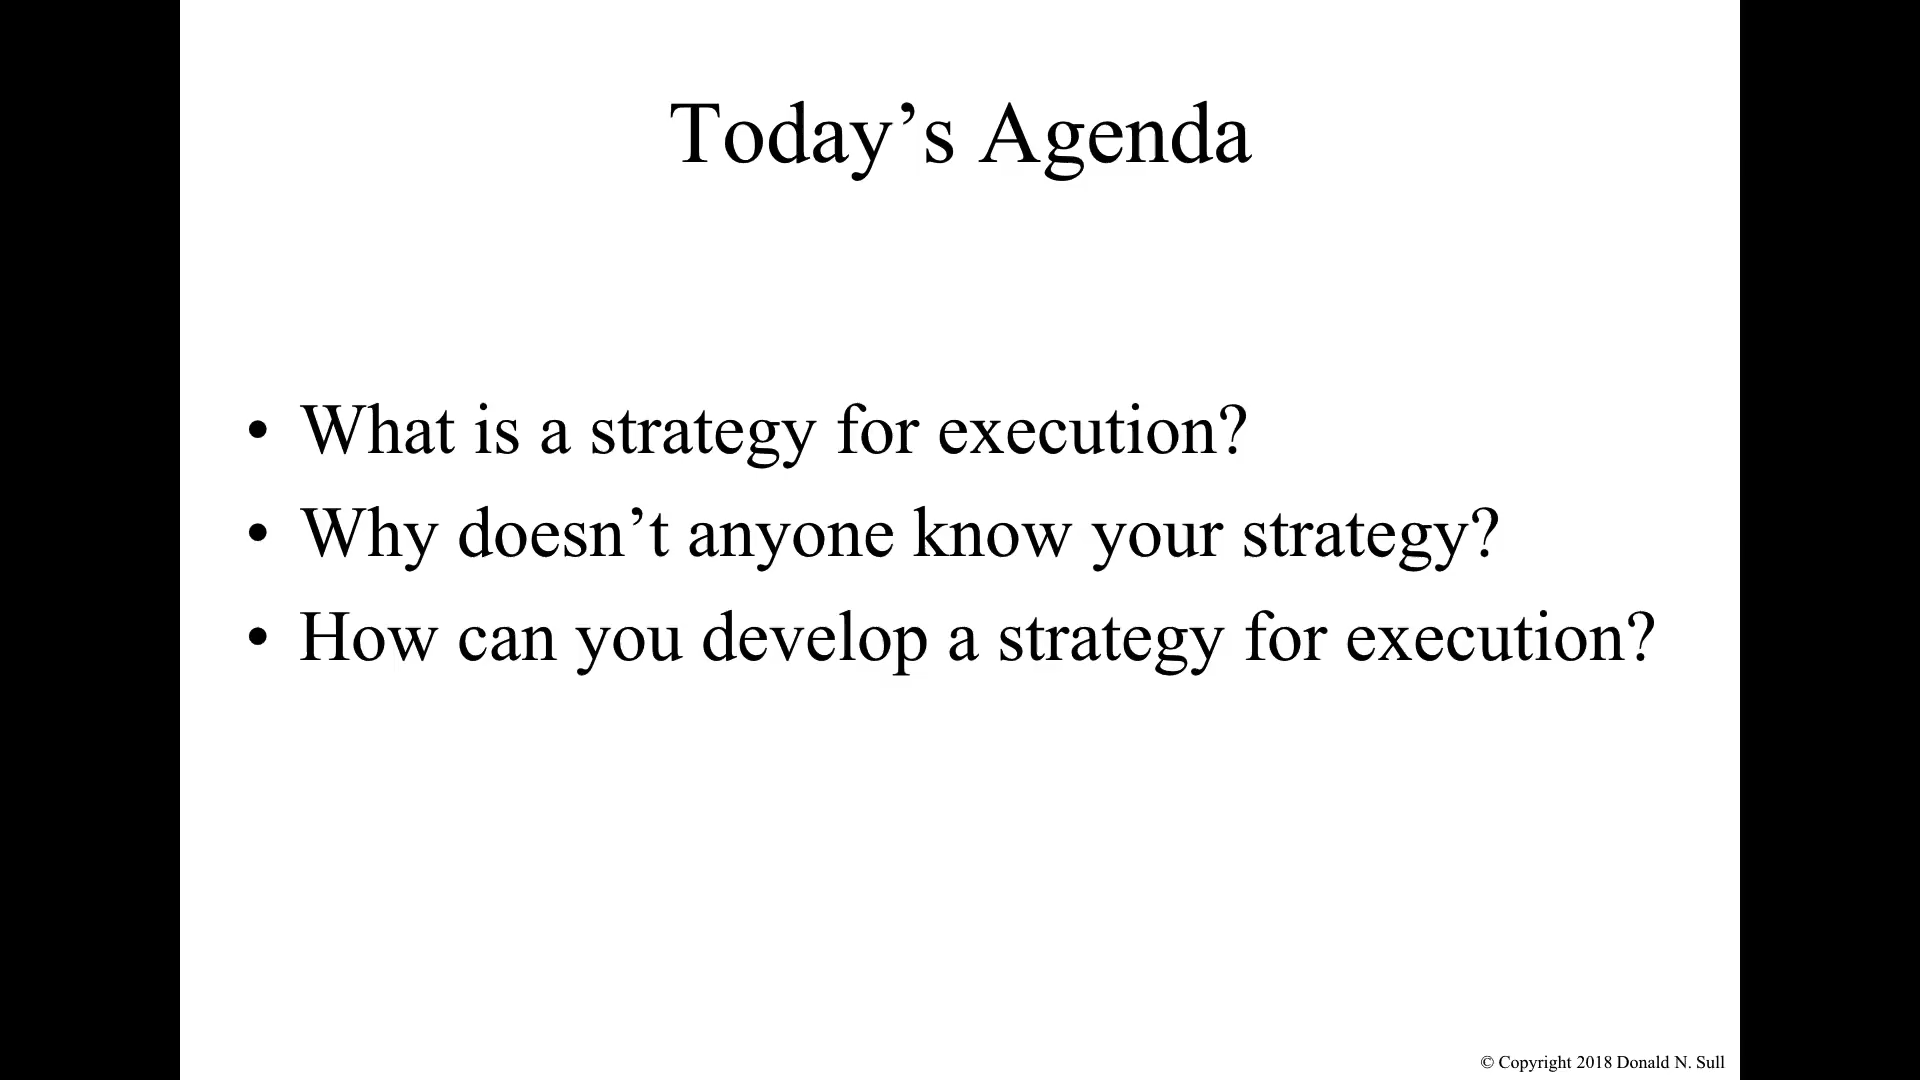 Today’s Agenda
• What is a strategy for execution?
• Why doesn’t anyone know your strategy?
• How can you develop a strategy for execution?
© Copyright 2018 Donald N. Sull